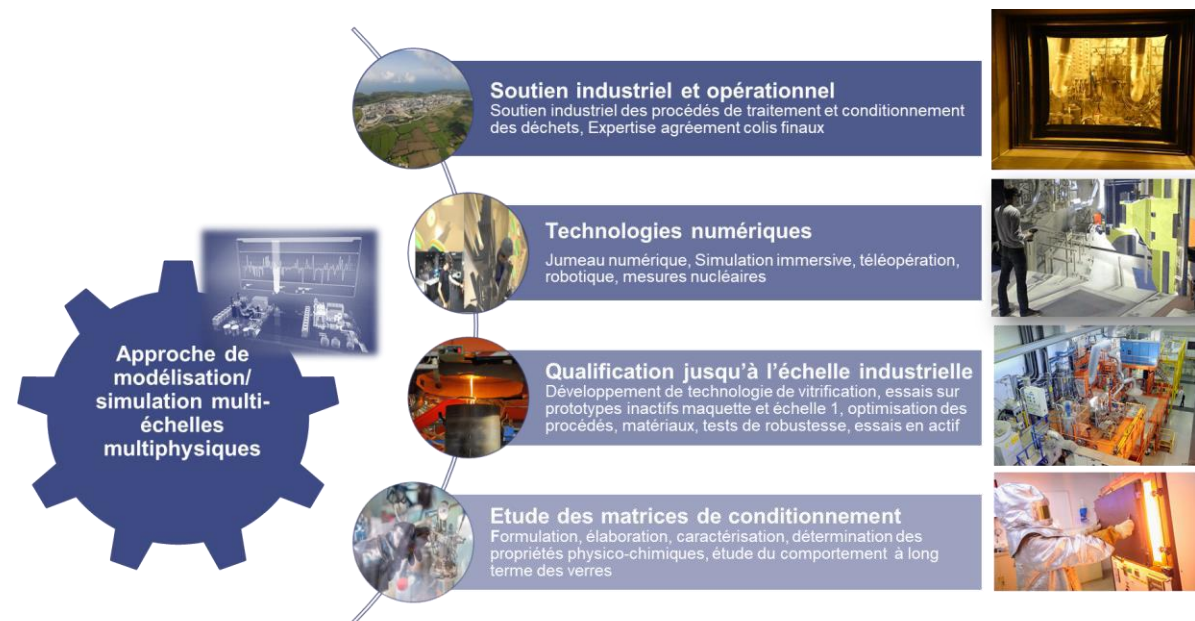 Approche de
modélisation/
simulation multi-
échelles
multiphysiques
Soutien industriel et opérationnel
Soutien industriel des procédés de traitement et conditionnement
des déchets, Expertise agréement colis finaux
Technologies numériques
Jumeau numérique, Simulation immersive, téléopération,
robotique, mesures nucléaires
Qualification jusqu'à l'échelle industrielle
Développement de technologie de vitrification, essais sur
prototypes inactifs maquette et échelle 1, optimisation des
procédés, matériaux, tests de robustesse, essais en actif
Etude des matrices de conditionnement
Formulation, élaboration, caractérisation, détermination des
propriétés physico-chimiques, étude du comportement à long
terme des verres